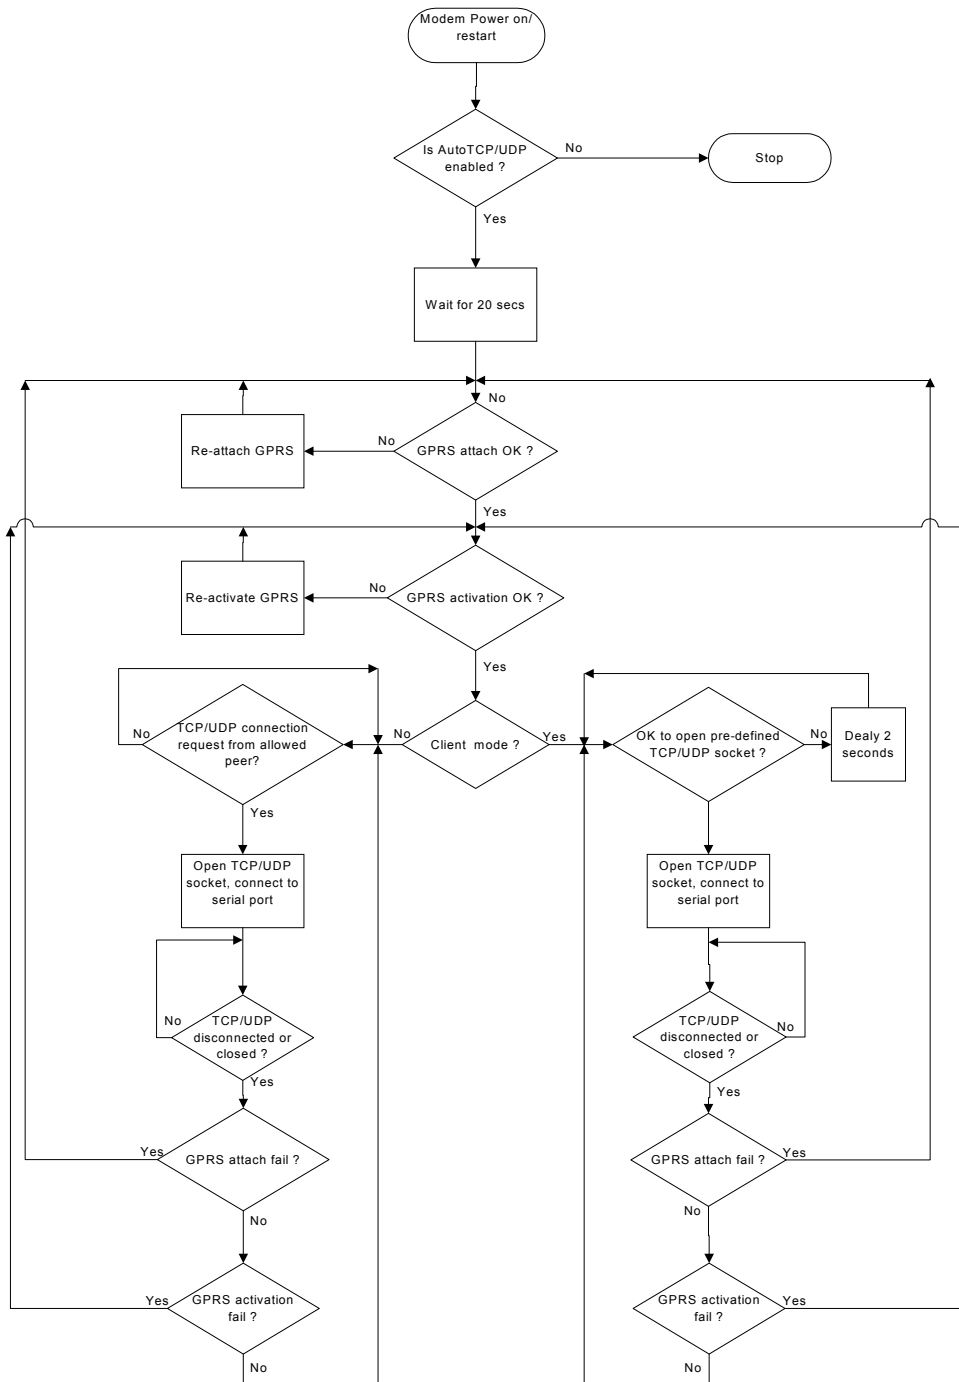 Modem Power on/
restart
Is AutoTCP/UDP
enabled ?
No
Stop
Yes
Wait for 20 secs
No
Re-attach GPRS
No
GPRS attach OK ?
Yes
Re-activate GPRS
No
GPRS activation OK ?
Yes
No
TCP/UDP connection
request from allowed
peer?
No
Client mode ?
Yes
OK to open pre-defined
TCP/UDP socket ?
No
Dealy 2
seconds
Yes
Open TCP/UDP
socket, connect to
serial port
Open TCP/UDP
socket, connect to
serial port
No
TCP/UDP
disconnected or
closed ?
TCP/UDP
disconnected or
closed ?
No
Yes
Yes
Yes
GPRS attach fail ?
GPRS attach fail ?
Yes
No
No
Yes
GPRS activation
fail ?
GPRS activation
fail ?
Yes
No
No